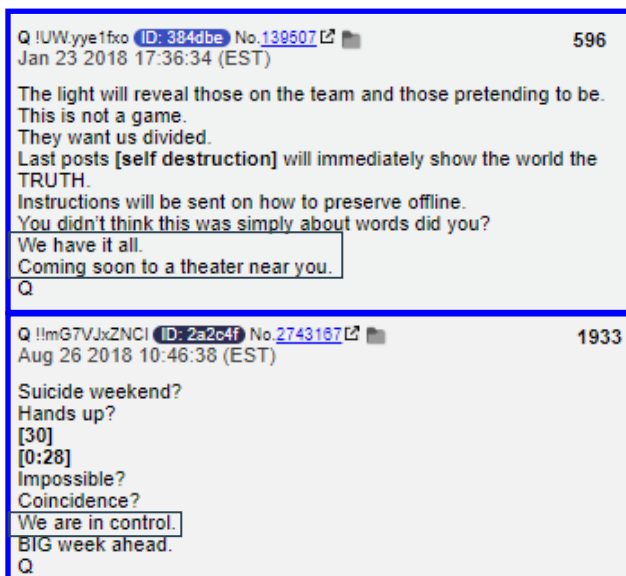 Q !UW.yye1fxo ID: 384dbe No.139507 596
Jan 23 2018 17:36:34 (EST)
The light will reveal those on the team and those pretending to be.
This is not a game.
They want us divided.
Last posts [self destruction] will immediately show the world the
TRUTH.
Instructions will be sent on how to preserve offline.
You didn't think this was simply about words did you?
We have it all.
Coming soon to a theater near you.
Q
Q !!mG7VJxZNCI ID: 2a2c4f No.2743167 1933
Aug 26 2018 10:46:38 (EST)
Suicide weekend?
Hands up?
[30]
[0:28]
Impossible?
Coincidence?
We are in control.
BIG week ahead.
Q